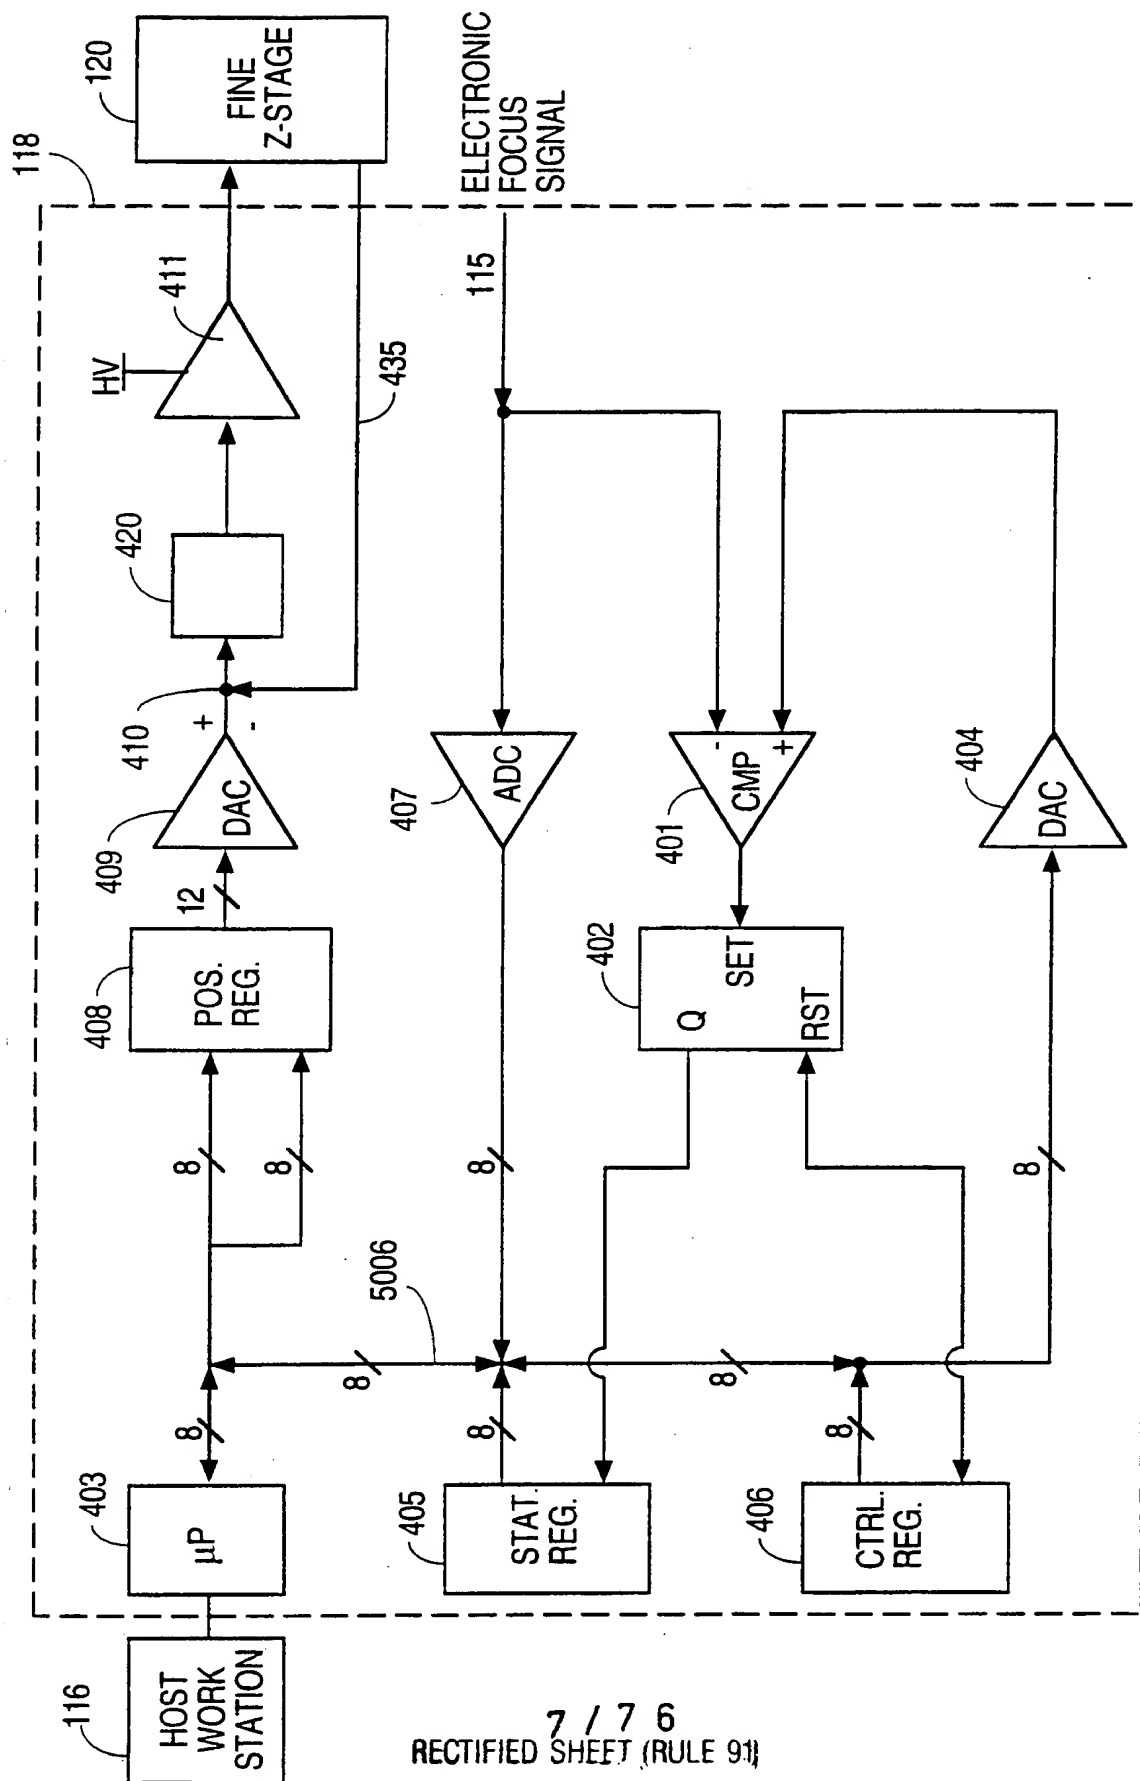 118
120
FINE
Z-STAGE
HV
411
435
420
410
+
-
DAC
409
12
POS.
REG.
408
8
8
ELECTRONIC
FOCUS
SIGNAL
115
ADC
407
8
-
+
CMP
401
SET
Q
RST
402
DAC
404
8
5006
8
8
8
8
8
µP
403
STAT.
REG.
405
CTRL.
REG.
406
HOST
WORK
STATION
116
7 / 7 6
RECTIFIED SHEET (RULE 91)